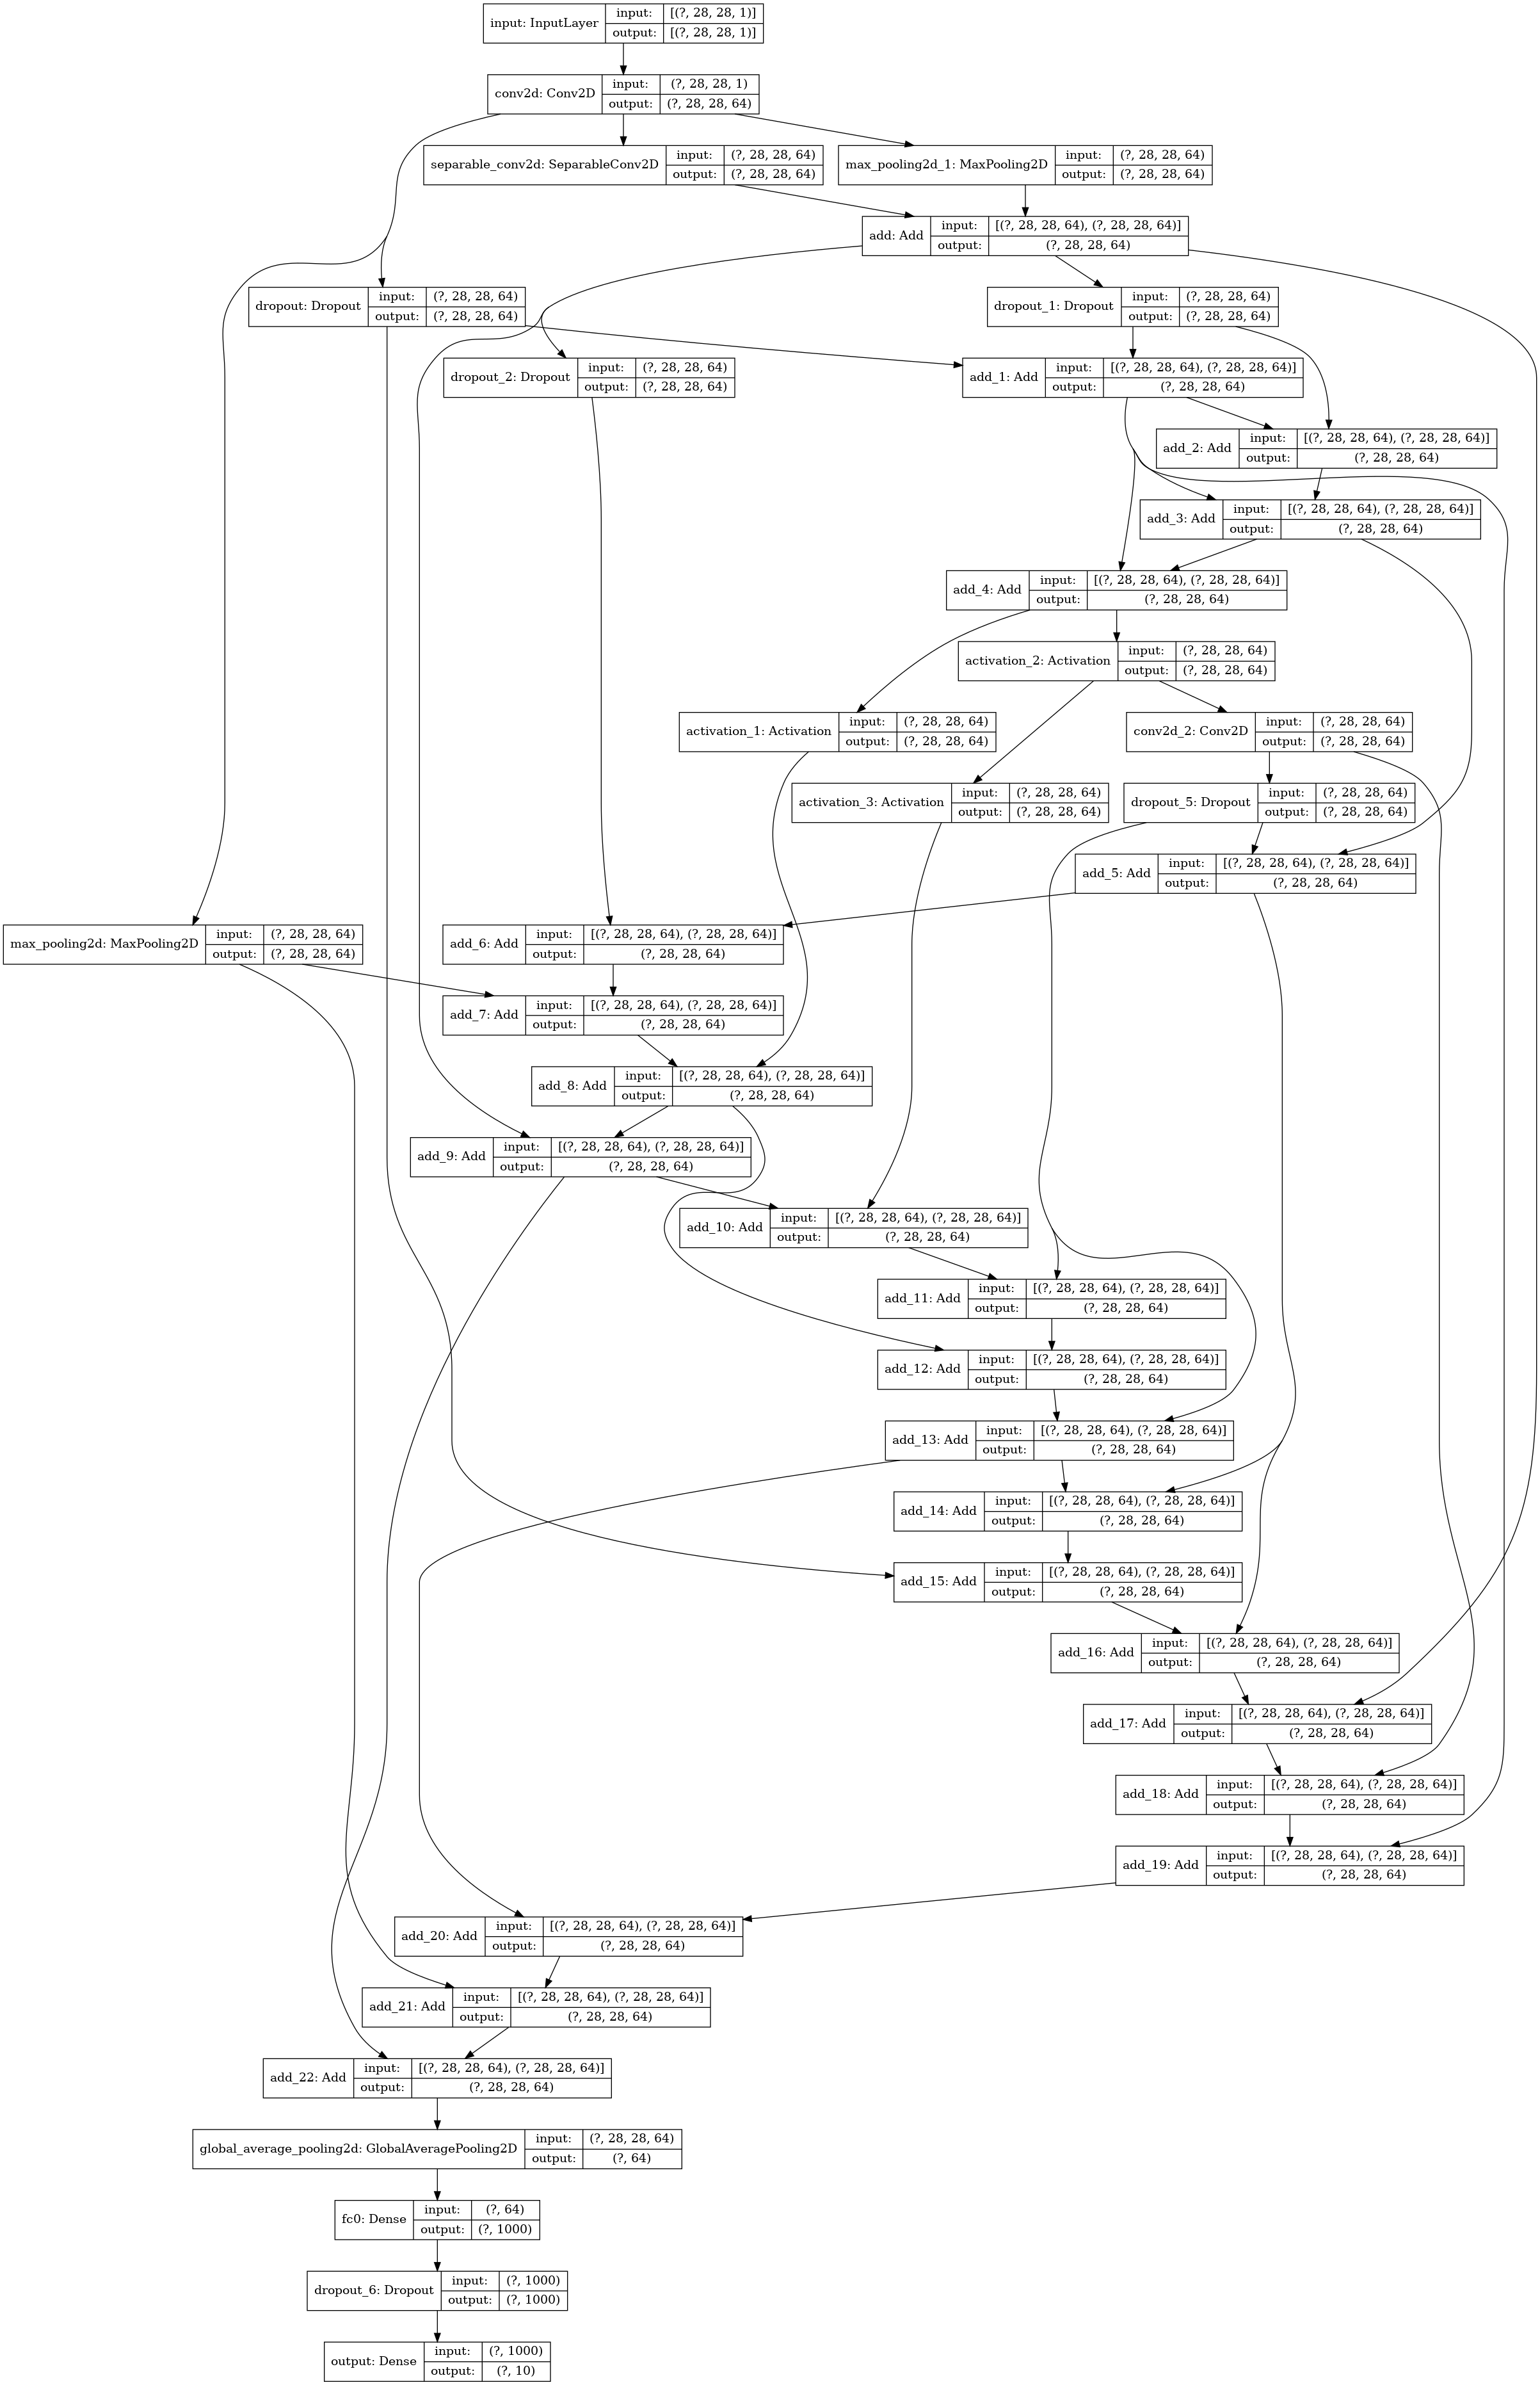 input: InputLayer input: [(?, 28, 28, 1)]
output: [(?, 28, 28, 1)]
conv2d: Conv2D input: (?, 28, 28, 1)
output: (?, 28, 28, 64)
separable_conv2d: SeparableConv2D input: (?, 28, 28, 64)
output: (?, 28, 28, 64)
max_pooling2d_1: MaxPooling2D input: (?, 28, 28, 64)
output: (?, 28, 28, 64)
add: Add input: [(?, 28, 28, 64), (?, 28, 28, 64)]
output: (?, 28, 28, 64)
dropout: Dropout input: (?, 28, 28, 64)
output: (?, 28, 28, 64)
dropout_1: Dropout input: (?, 28, 28, 64)
output: (?, 28, 28, 64)
dropout_2: Dropout input: (?, 28, 28, 64)
output: (?, 28, 28, 64)
add_1: Add input: [(?, 28, 28, 64), (?, 28, 28, 64)]
output: (?, 28, 28, 64)
add_2: Add input: [(?, 28, 28, 64), (?, 28, 28, 64)]
output: (?, 28, 28, 64)
add_3: Add input: [(?, 28, 28, 64), (?, 28, 28, 64)]
output: (?, 28, 28, 64)
add_4: Add input: [(?, 28, 28, 64), (?, 28, 28, 64)]
output: (?, 28, 28, 64)
activation_2: Activation input: (?, 28, 28, 64)
output: (?, 28, 28, 64)
activation_1: Activation input: (?, 28, 28, 64)
output: (?, 28, 28, 64)
conv2d_2: Conv2D input: (?, 28, 28, 64)
output: (?, 28, 28, 64)
activation_3: Activation input: (?, 28, 28, 64)
output: (?, 28, 28, 64)
dropout_5: Dropout input: (?, 28, 28, 64)
output: (?, 28, 28, 64)
add_5: Add input: [(?, 28, 28, 64), (?, 28, 28, 64)]
output: (?, 28, 28, 64)
max_pooling2d: MaxPooling2D input: (?, 28, 28, 64)
output: (?, 28, 28, 64)
add_6: Add input: [(?, 28, 28, 64), (?, 28, 28, 64)]
output: (?, 28, 28, 64)
add_7: Add input: [(?, 28, 28, 64), (?, 28, 28, 64)]
output: (?, 28, 28, 64)
add_8: Add input: [(?, 28, 28, 64), (?, 28, 28, 64)]
output: (?, 28, 28, 64)
add_9: Add input: [(?, 28, 28, 64), (?, 28, 28, 64)]
output: (?, 28, 28, 64)
add_10: Add input: [(?, 28, 28, 64), (?, 28, 28, 64)]
output: (?, 28, 28, 64)
add_11: Add input: [(?, 28, 28, 64), (?, 28, 28, 64)]
output: (?, 28, 28, 64)
add_12: Add input: [(?, 28, 28, 64), (?, 28, 28, 64)]
output: (?, 28, 28, 64)
add_13: Add input: [(?, 28, 28, 64), (?, 28, 28, 64)]
output: (?, 28, 28, 64)
add_14: Add input: [(?, 28, 28, 64), (?, 28, 28, 64)]
output: (?, 28, 28, 64)
add_15: Add input: [(?, 28, 28, 64), (?, 28, 28, 64)]
output: (?, 28, 28, 64)
add_16: Add input: [(?, 28, 28, 64), (?, 28, 28, 64)]
output: (?, 28, 28, 64)
add_17: Add input: [(?, 28, 28, 64), (?, 28, 28, 64)]
output: (?, 28, 28, 64)
add_18: Add input: [(?, 28, 28, 64), (?, 28, 28, 64)]
output: (?, 28, 28, 64)
add_19: Add input: [(?, 28, 28, 64), (?, 28, 28, 64)]
output: (?, 28, 28, 64)
add_20: Add input: [(?, 28, 28, 64), (?, 28, 28, 64)]
output: (?, 28, 28, 64)
add_21: Add input: [(?, 28, 28, 64), (?, 28, 28, 64)]
output: (?, 28, 28, 64)
add_22: Add input: [(?, 28, 28, 64), (?, 28, 28, 64)]
output: (?, 28, 28, 64)
global_average_pooling2d: GlobalAveragePooling2D input: (?, 28, 28, 64)
output: (?, 64)
fc0: Dense input: (?, 64)
output: (?, 1000)
dropout_6: Dropout input: (?, 1000)
output: (?, 1000)
output: Dense input: (?, 1000)
output: (?, 10)